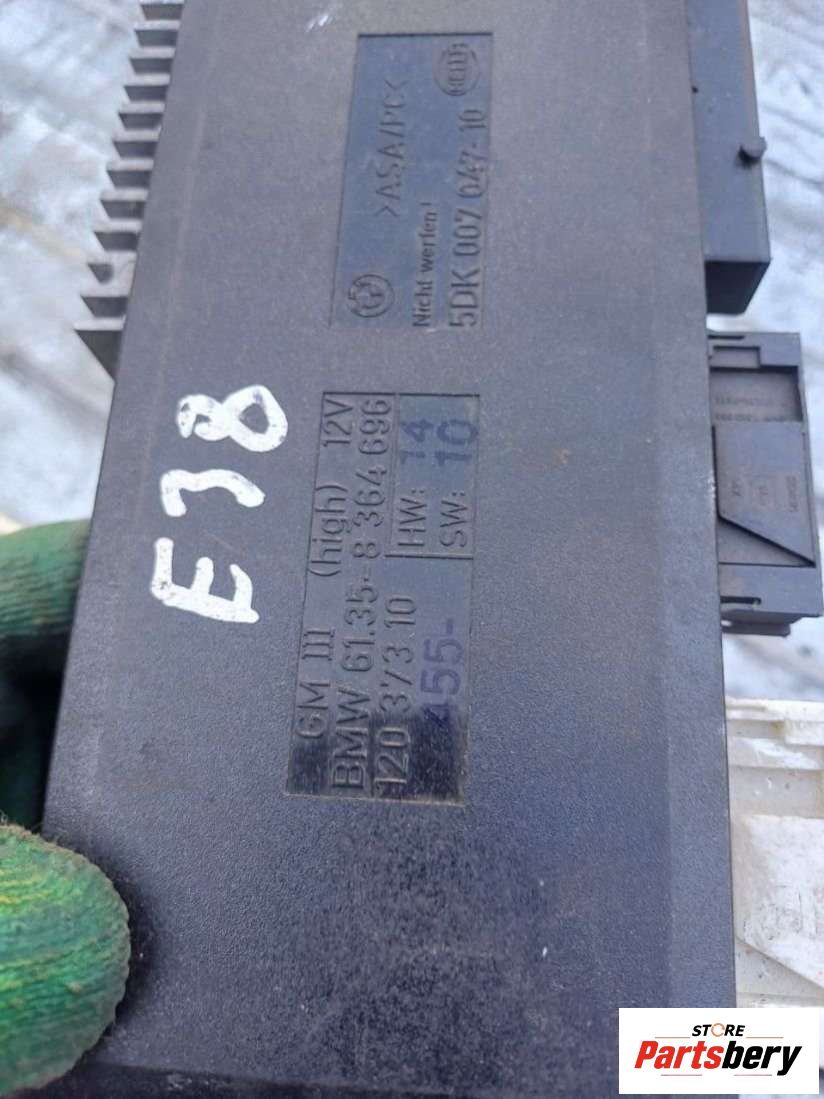 >ASA/PC<
HELLA
Nicht werfen!
5DK 007 047-10
E38
GM III (high) 12V
BMW 61.35-8 364 696
120 373 10
HW: 14
455-
SW: 10
STORE
Partsbery